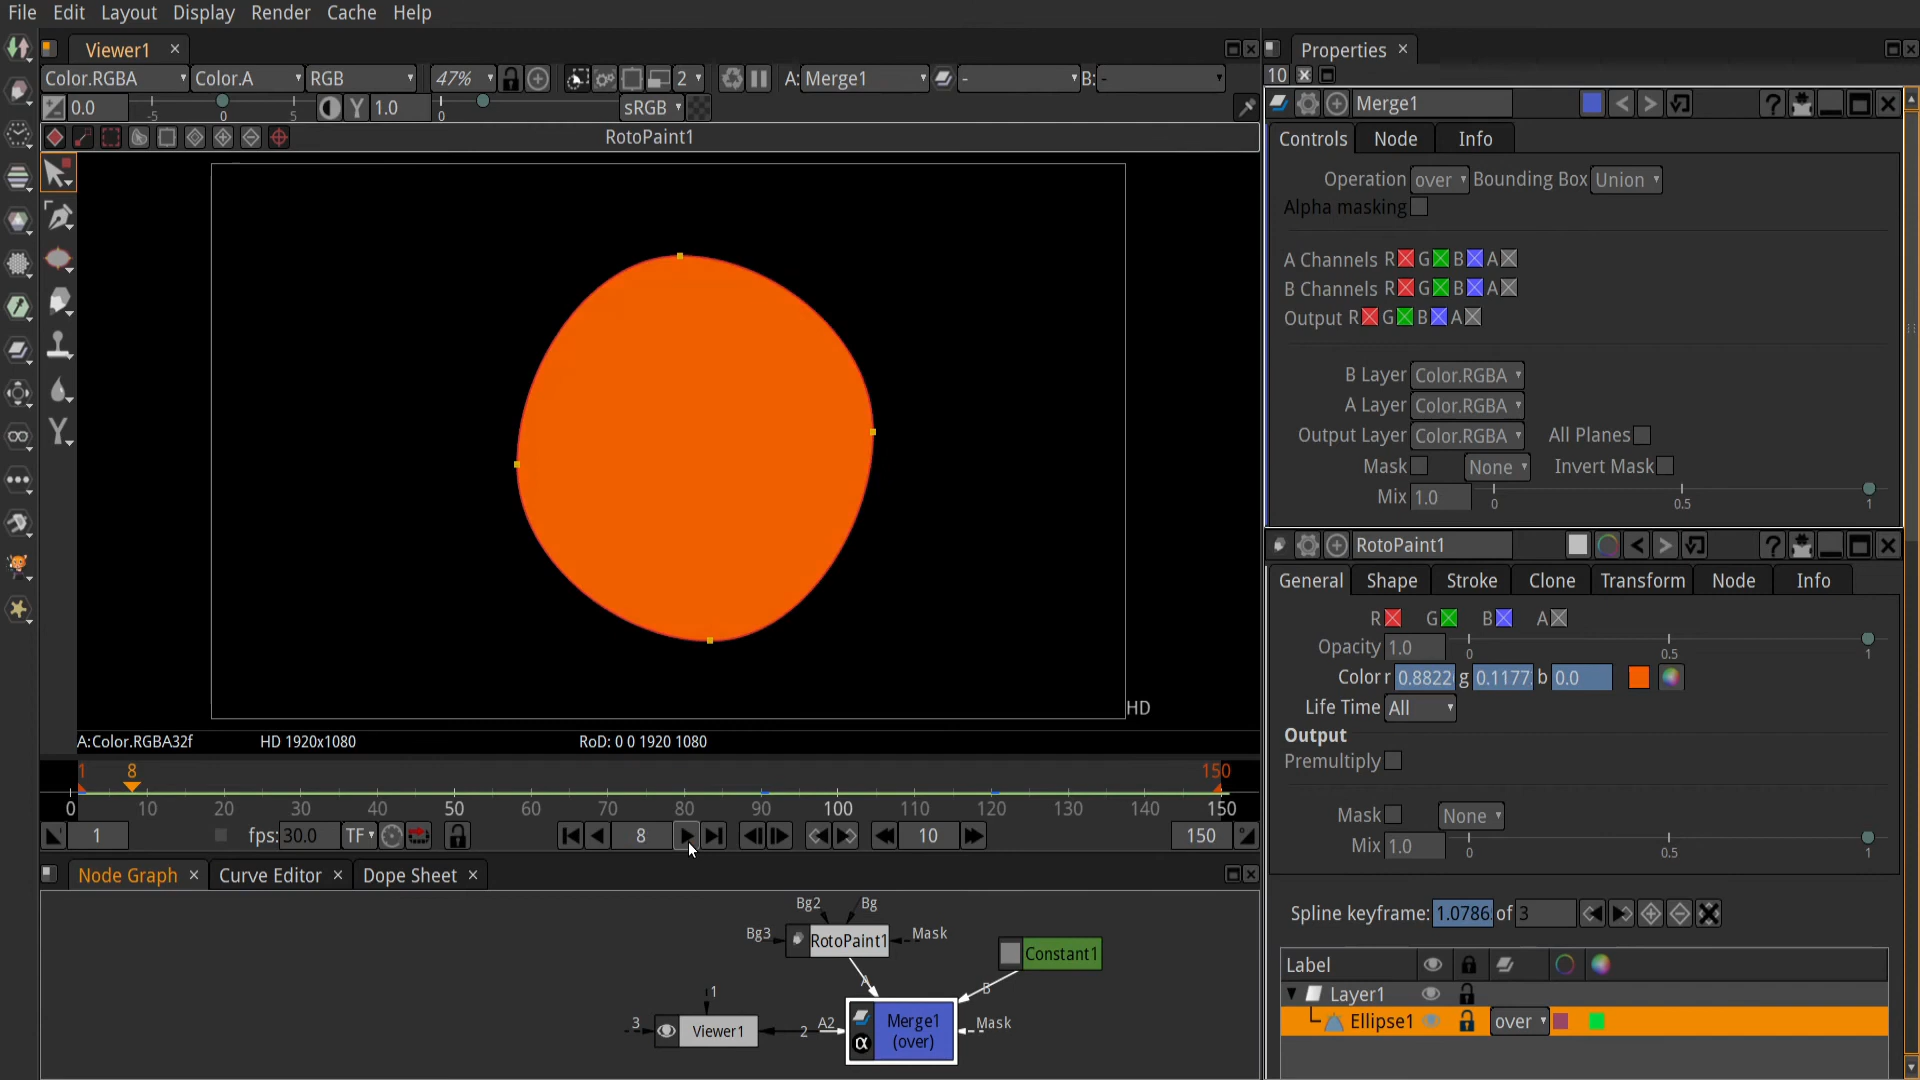 File Edit Layout Display Render Cache Help
Viewer1 ×
Properties ×
Color.RGBA Color.A RGB 47% 2 A: Merge1 - B: -
10
0.0 -5 0 5 Y 1.0 0 sRGB
RotoPaint1
Merge1 ?
Controls Node Info
Operation over Bounding Box Union
Alpha masking
A Channels R G B A
B Channels R G B A
Output R G B A
B Layer Color.RGBA
A Layer Color.RGBA
Output Layer Color.RGBA All Planes
Mask None Invert Mask
Mix 1.0 0 0.5 1
RotoPaint1 ?
General Shape Stroke Clone Transform Node Info
R G B A
Opacity 1.0 0 0.5 1
Color r 0.8822 g 0.1177. b 0.0
Life Time All
Output
Premultiply
Mask None
Mix 1.0 0 0.5 1
Spline keyframe: 1.0786. of 3
Label
Layer1
Ellipse1 over
HD
A:Color.RGBA32f HD 1920x1080 RoD: 0 0 1920 1080
1 8 150
0 10 20 30 40 50 60 70 80 90 100 110 120 130 140 150
1 fps: 30.0 TF 8 10 150
Node Graph × Curve Editor × Dope Sheet ×
Bg2 Bg
Bg3 RotoPaint1 Mask
Constant1
A B
1
3 Viewer1 2 A2 Merge1 Mask
(over)
α